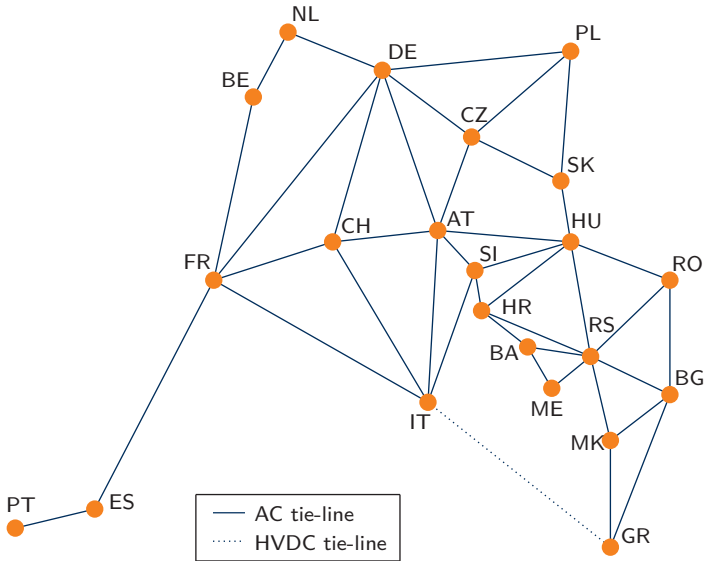 NL
DE
PL
BE
CZ
SK
CH
AT
HU
FR
SI
RO
HR
RS
BA
BG
ME
IT
MK
PT
ES
GR
AC tie-line
HVDC tie-line